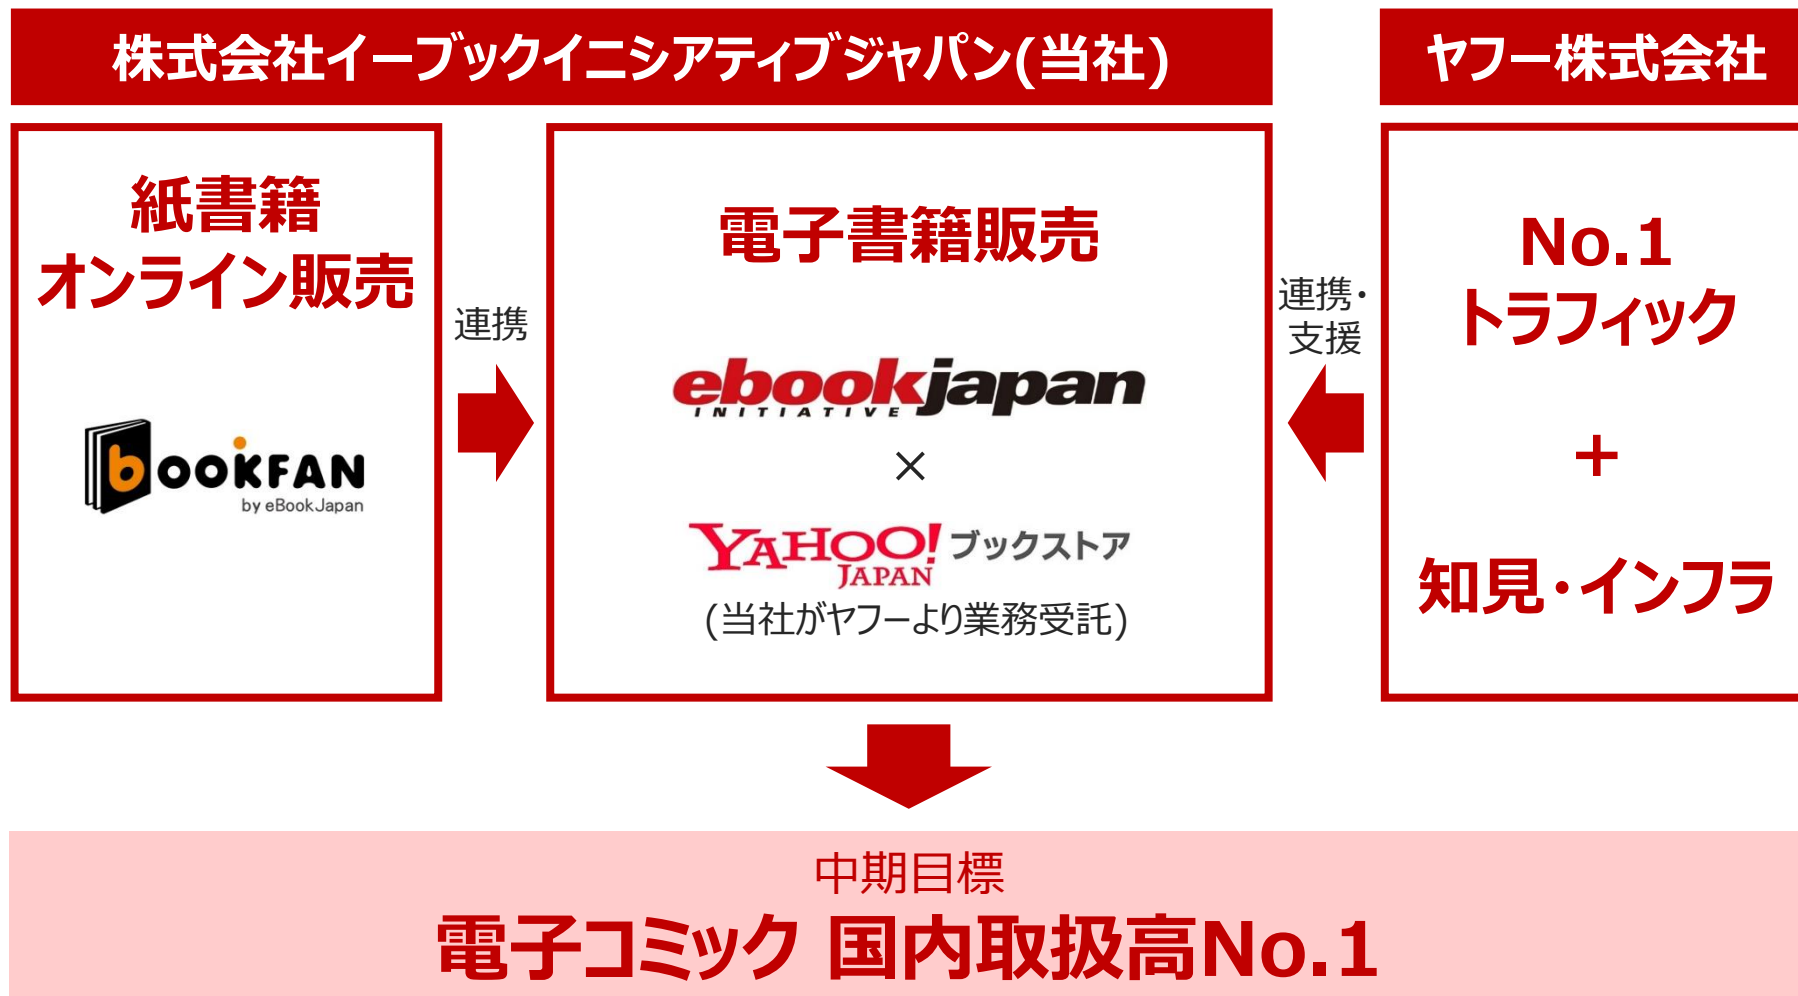 株式会社イーブックイニシアティブジャパン(当社)
ヤフー株式会社
紙書籍
オンライン販売
bOOKFAN
by eBookJapan
連携
電子書籍販売
ebookjapan
INITIATIVE
×
YAHOO! ブックストア
JAPAN
(当社がヤフーより業務受託)
連携・
支援
No.1
トラフィック
+
知見・インフラ
中期目標
電子コミック 国内取扱高No.1